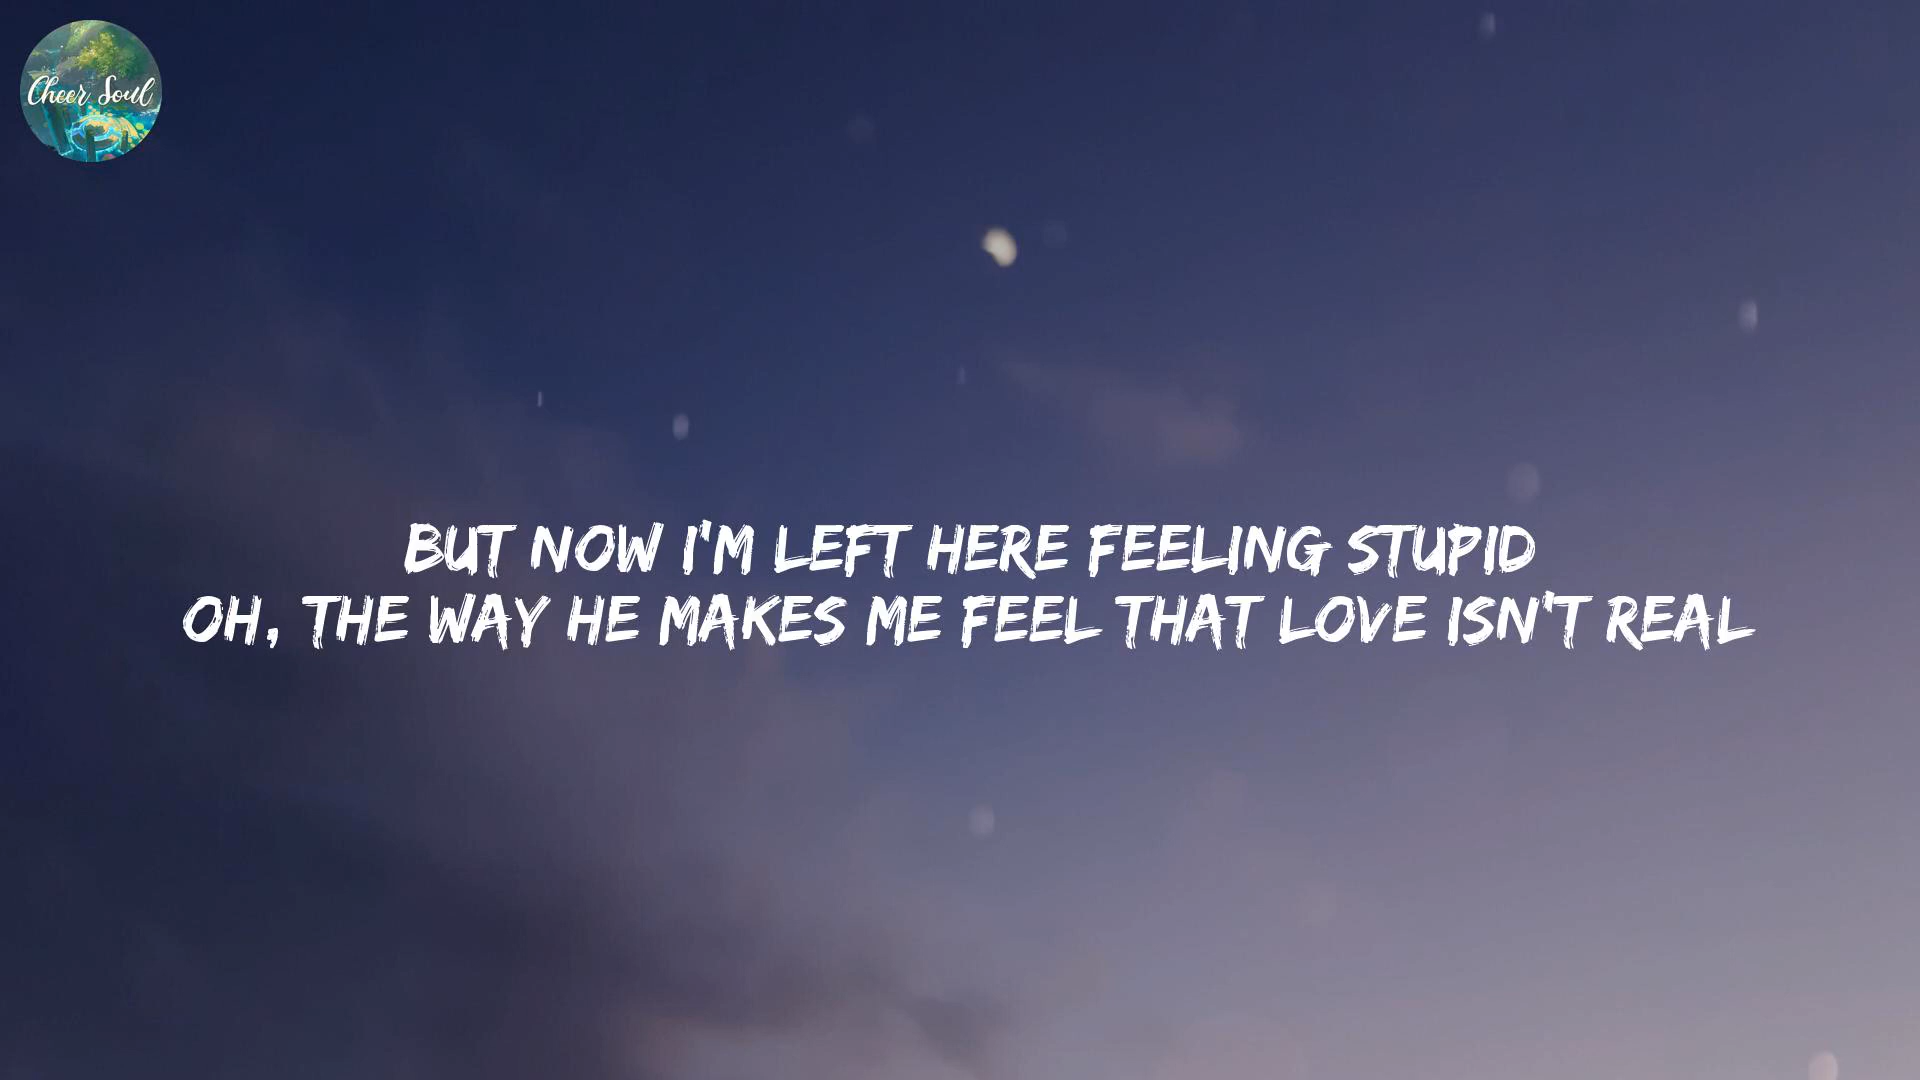 Cheer Soul
BUT NOW I'M LEFT HERE FEELING STUPID
OH, THE WAY HE MAKES ME FEEL THAT LOVE ISN'T REAL